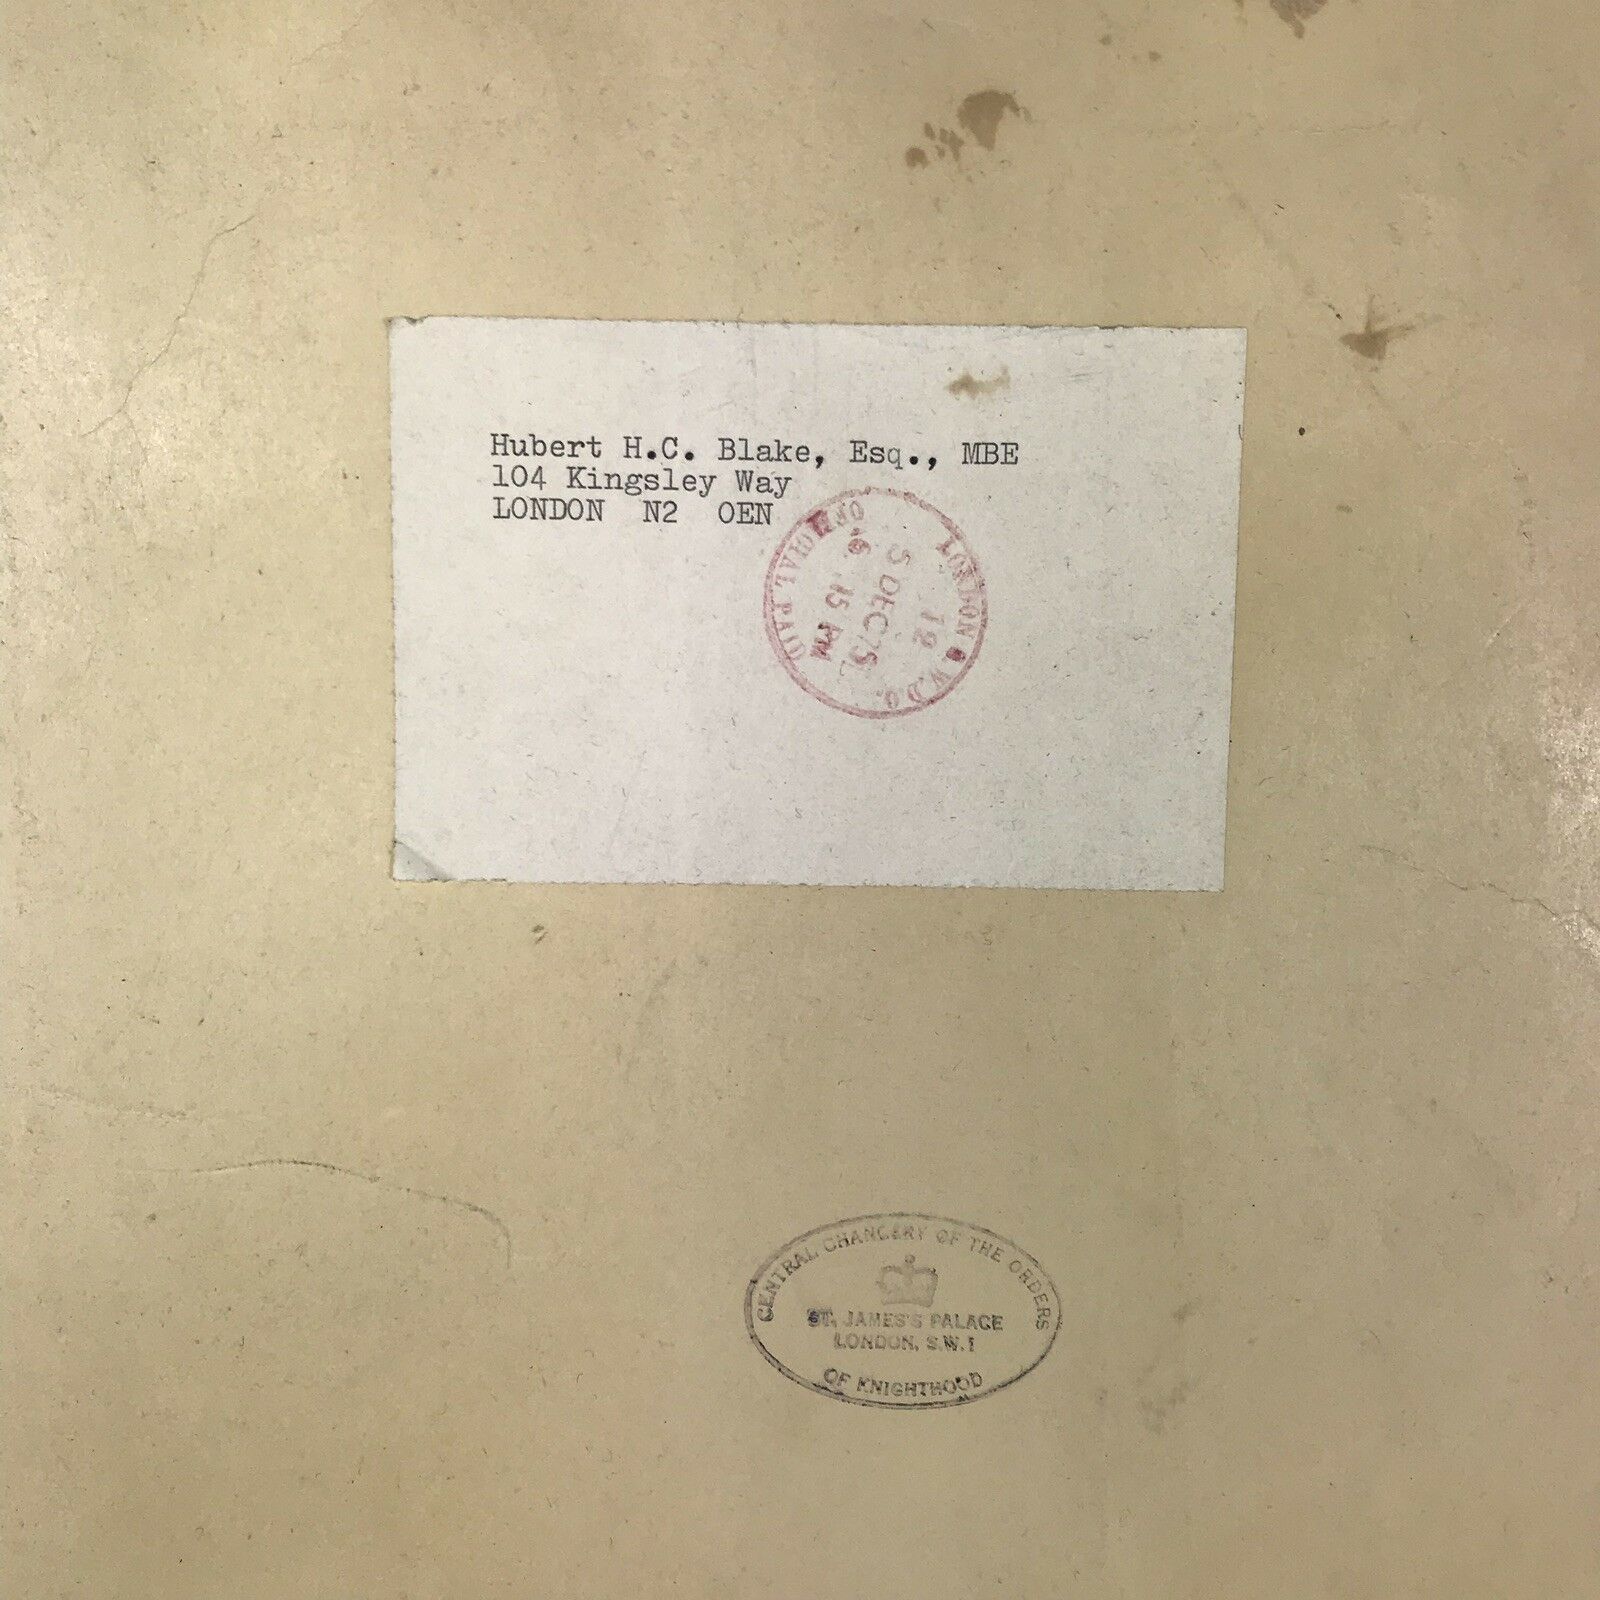 Hubert H.C. Blake, Esq., MBE
104 Kingsley Way
LONDON N2 OEN
LONDON S.W.D.O.
12
5 DEC 75
6. 15 PM
OFFICIAL PAID
CENTRAL CHANCERY OF THE ORDERS
ST. JAMES'S PALACE
LONDON. S.W.1
OF KNIGHTHOOD